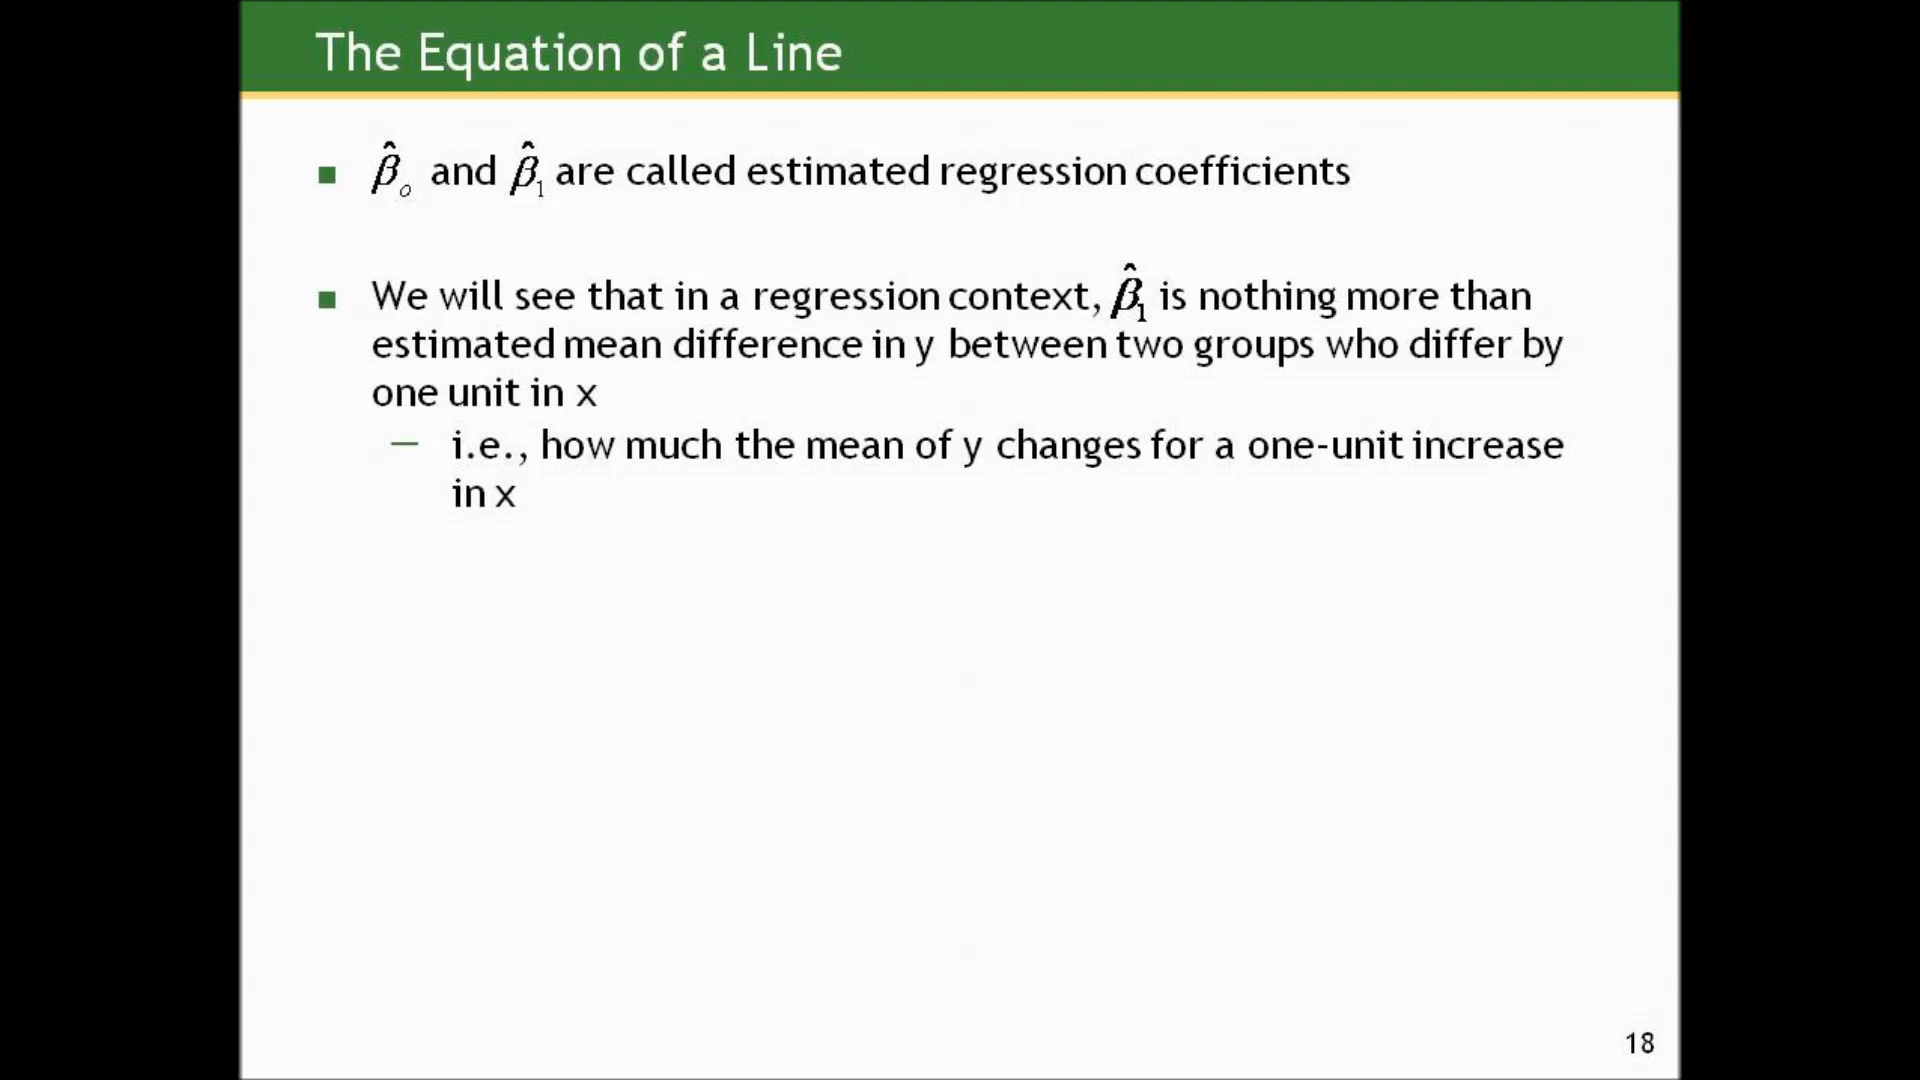 The Equation of a Line
■ β̂ₒ and β̂₁ are called estimated regression coefficients
■ We will see that in a regression context, β̂₁ is nothing more than
estimated mean difference in y between two groups who differ by
one unit in x
— i.e., how much the mean of y changes for a one-unit increase
in x
18